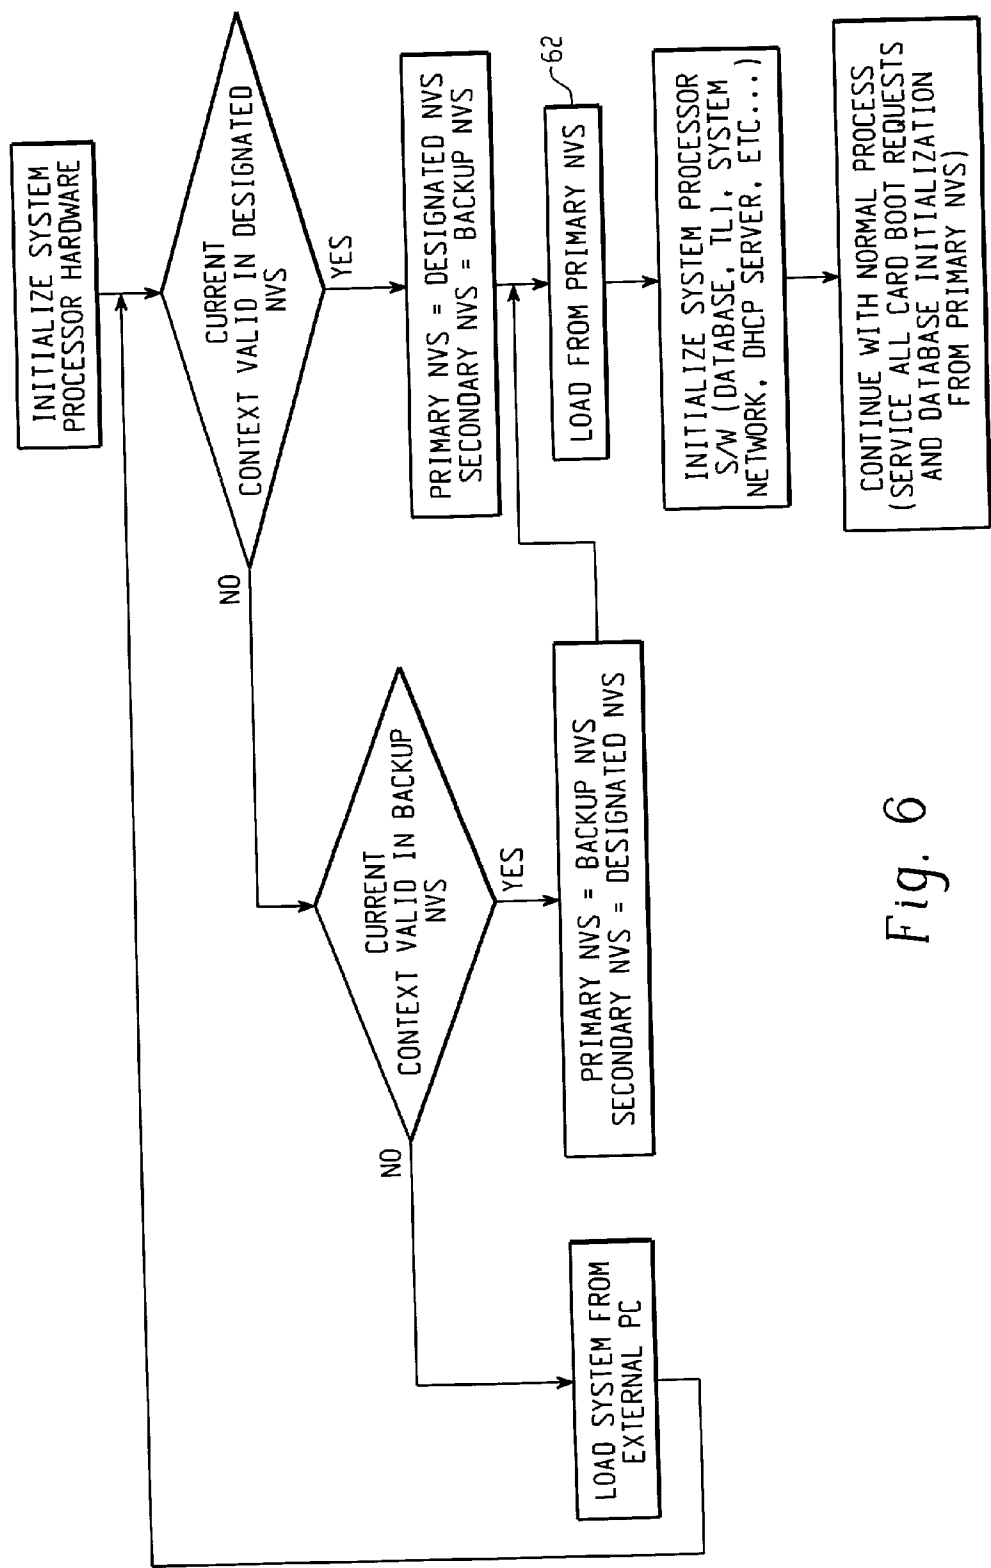 INITIALIZE SYSTEM
PROCESSOR HARDWARE
CURRENT
CONTEXT VALID IN DESIGNATED
NVS
NO
YES
PRIMARY NVS = DESIGNATED NVS
SECONDARY NVS = BACKUP NVS
CURRENT
CONTEXT VALID IN BACKUP
NVS
NO
YES
PRIMARY NVS = BACKUP NVS
SECONDARY NVS = DESIGNATED NVS
LOAD SYSTEM FROM
EXTERNAL PC
LOAD FROM PRIMARY NVS
62
INITIALIZE SYSTEM PROCESSOR
S/W (DATABASE, TLI, SYSTEM
NETWORK, DHCP SERVER, ETC...)
CONTINUE WITH NORMAL PROCESS
(SERVICE ALL CARD BOOT REQUESTS
AND DATABASE INITIALIZATION
FROM PRIMARY NVS)
Fig. 6